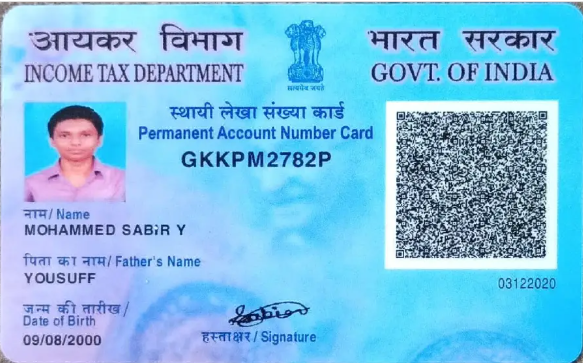 आयकर विभाग
INCOME TAX DEPARTMENT
सत्यमेव जयते
भारत सरकार
GOVT. OF INDIA
स्थायी लेखा संख्या कार्ड
Permanent Account Number Card
GKKPM2782P
नाम / Name
MOHAMMED SABIR Y
पिता का नाम / Father's Name
YOUSUFF
जन्म की तारीख /
Date of Birth
09/08/2000
हस्ताक्षर / Signature
03122020